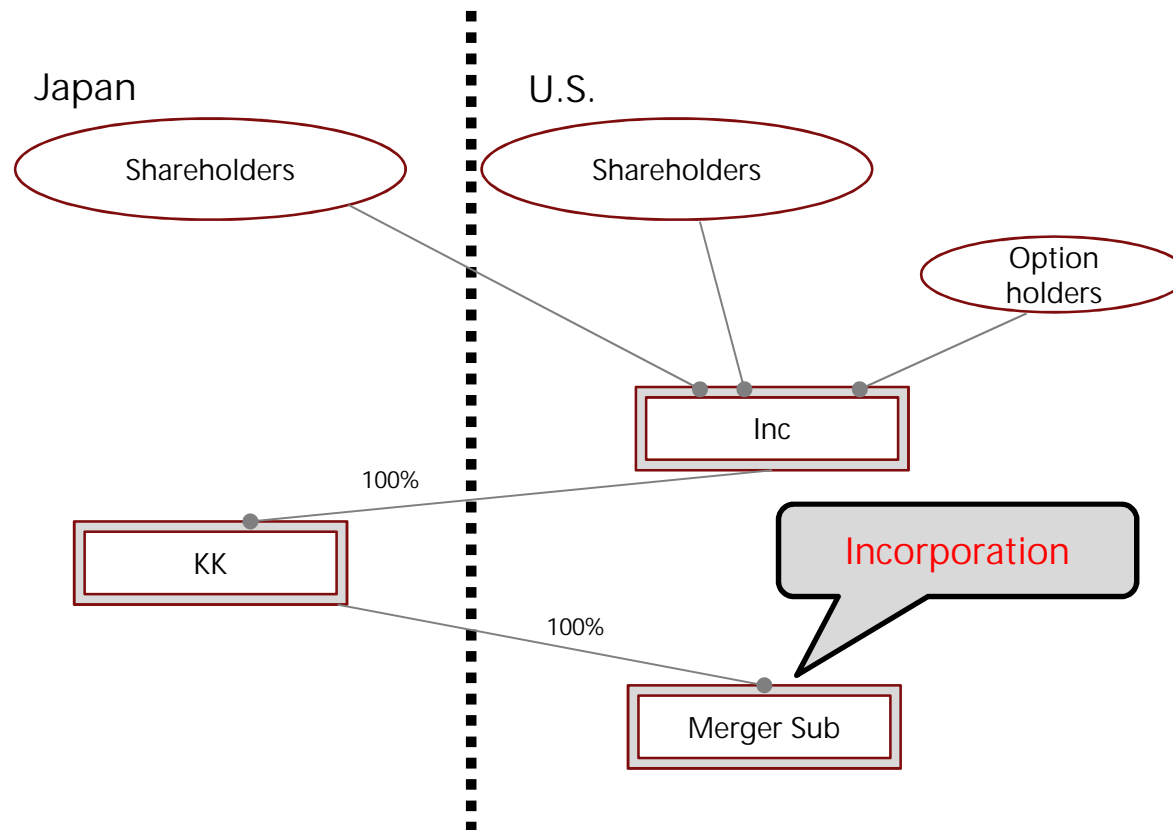 Japan
U.S.
Shareholders
Shareholders
Option
holders
Inc
100%
KK
Incorporation
100%
Merger Sub